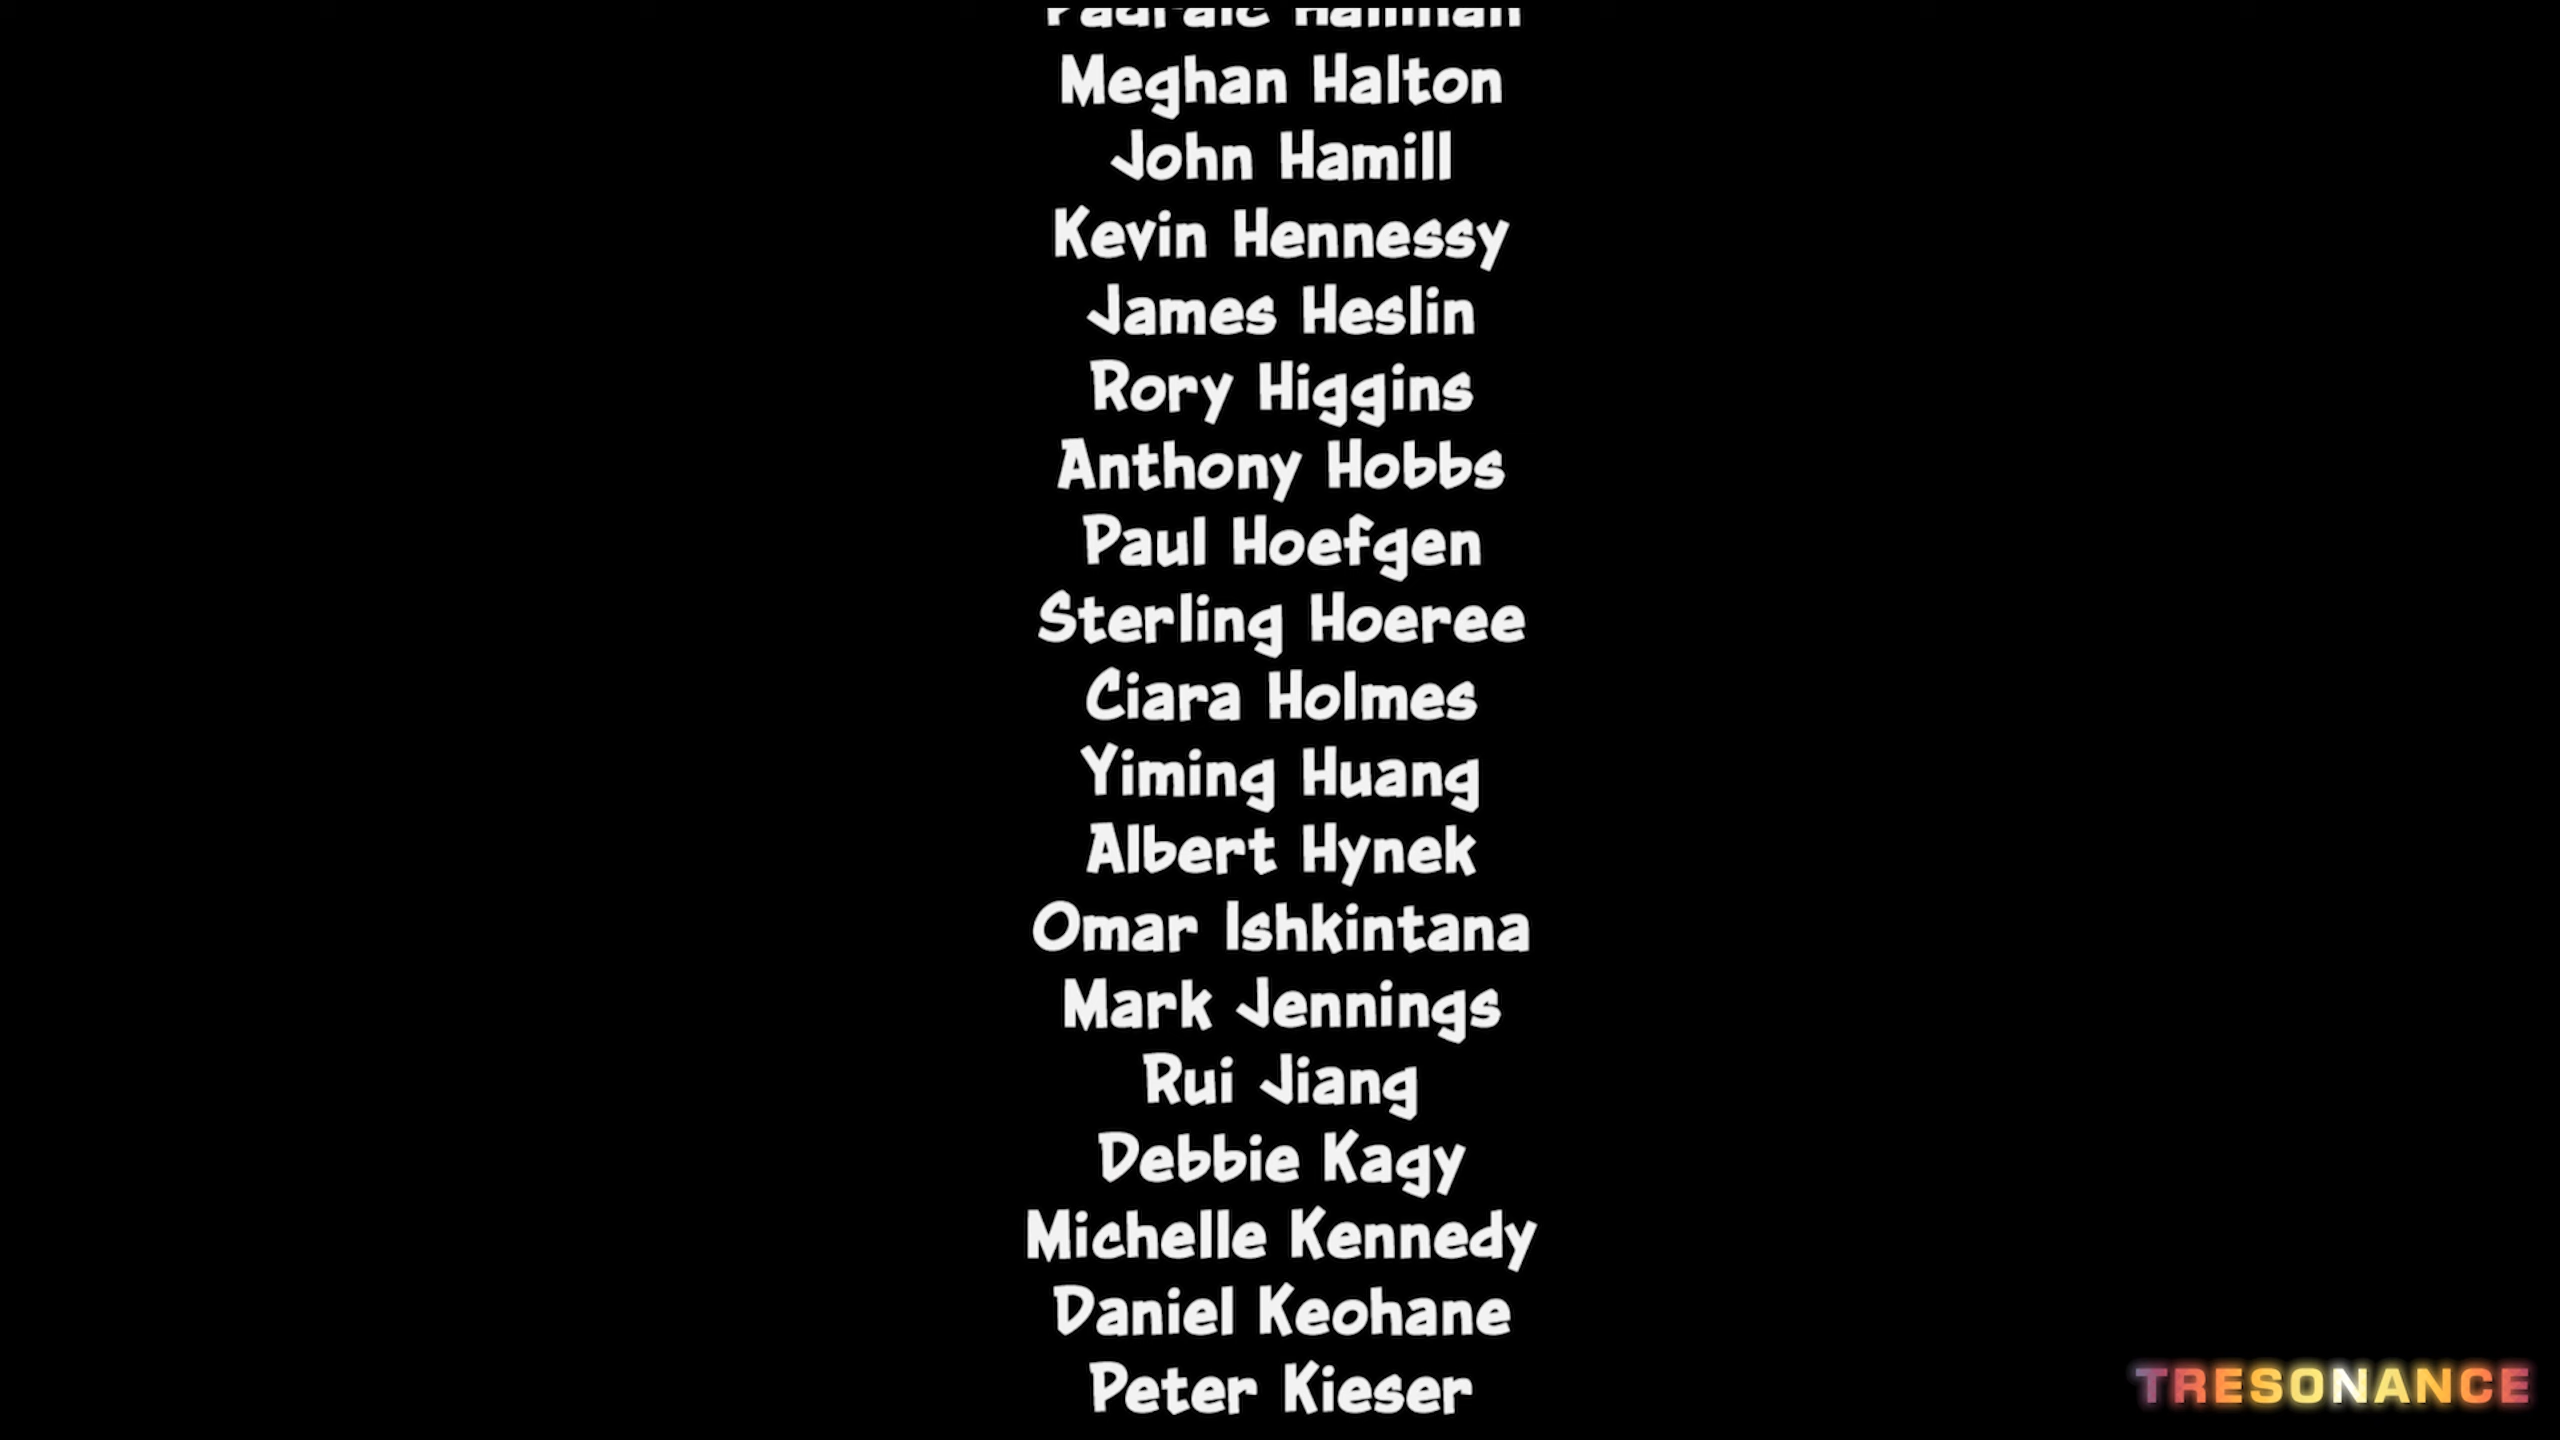 Meghan Halton
John Hamill
Kevin Hennessy
James Heslin
Rory Higgins
Anthony Hobbs
Paul Hoefgen
Sterling Hoeree
Ciara Holmes
Yiming Huang
Albert Hynek
Omar Ishkintana
Mark Jennings
Rui Jiang
Debbie Kagy
Michelle Kennedy
Daniel Keohane
Peter Kieser
TRESONANCE